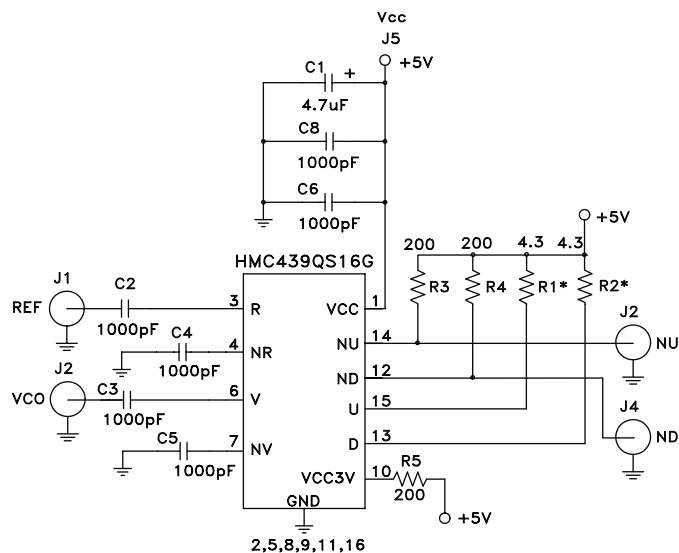 Vcc
J5
+5V
C1
+
4.7uF
C8
1000pF
C6
1000pF
+5V
200 200 4.3 4.3
HMC439QS16G
R3 R4 R1* R2*
J1
REF
C2
1000pF
3 R
VCC 1
J2
NU 14
NU
C4
4 NR
1000pF
ND 12
J2
VCO
C3
1000pF
6 V
U 15
J4
ND
C5
7 NV
1000pF
D 13
VCC3V 10
R5
200
+5V
GND
2,5,8,9,11,16